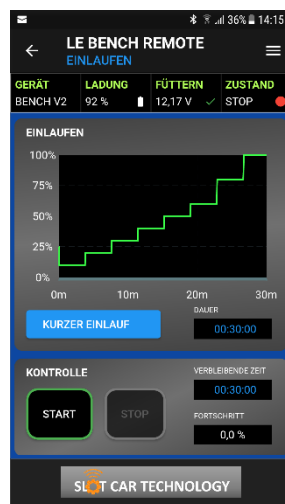 36% 14:15
LE BENCH REMOTE
EINLAUFEN
GERÄT LADUNG FÜTTERN ZUSTAND
BENCH V2 92 % 12,17 V STOP
EINLAUFEN
100%
75%
50%
25%
0%
0m 10m 20m 30m
KURZER EINLAUF
DAUER
00:30:00
KONTROLLE
START STOP
VERBLEIBENDE ZEIT
00:30:00
FORTSCHRITT
0,0 %
SLOT CAR TECHNOLOGY